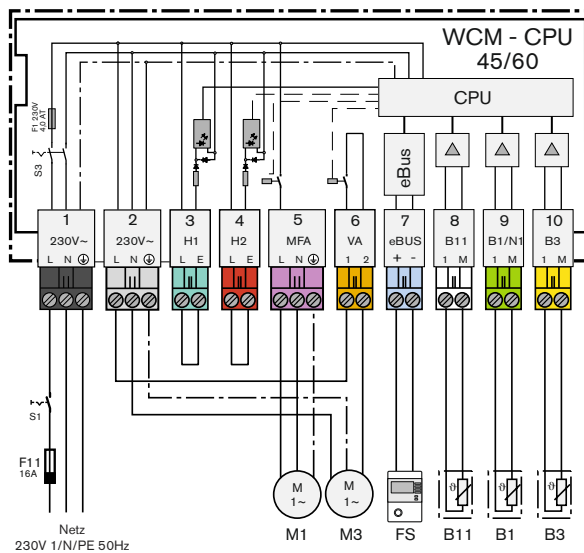 WCM - CPU
45/60
CPU
F1 230V
4,0 AT
S3
eBus
1 2 3 4 5 6 7 8 9 10
230V~ 230V~ H1 H2 MFA VA eBUS B11 B1/N1 B3
L N L N L E L E L N 1 2 + - 1 M 1 M 1 M
S1
F11
16A
M
1~
M
1~
ϑ ϑ ϑ
Netz
230V 1/N/PE 50Hz
M1 M3 FS B11 B1 B3